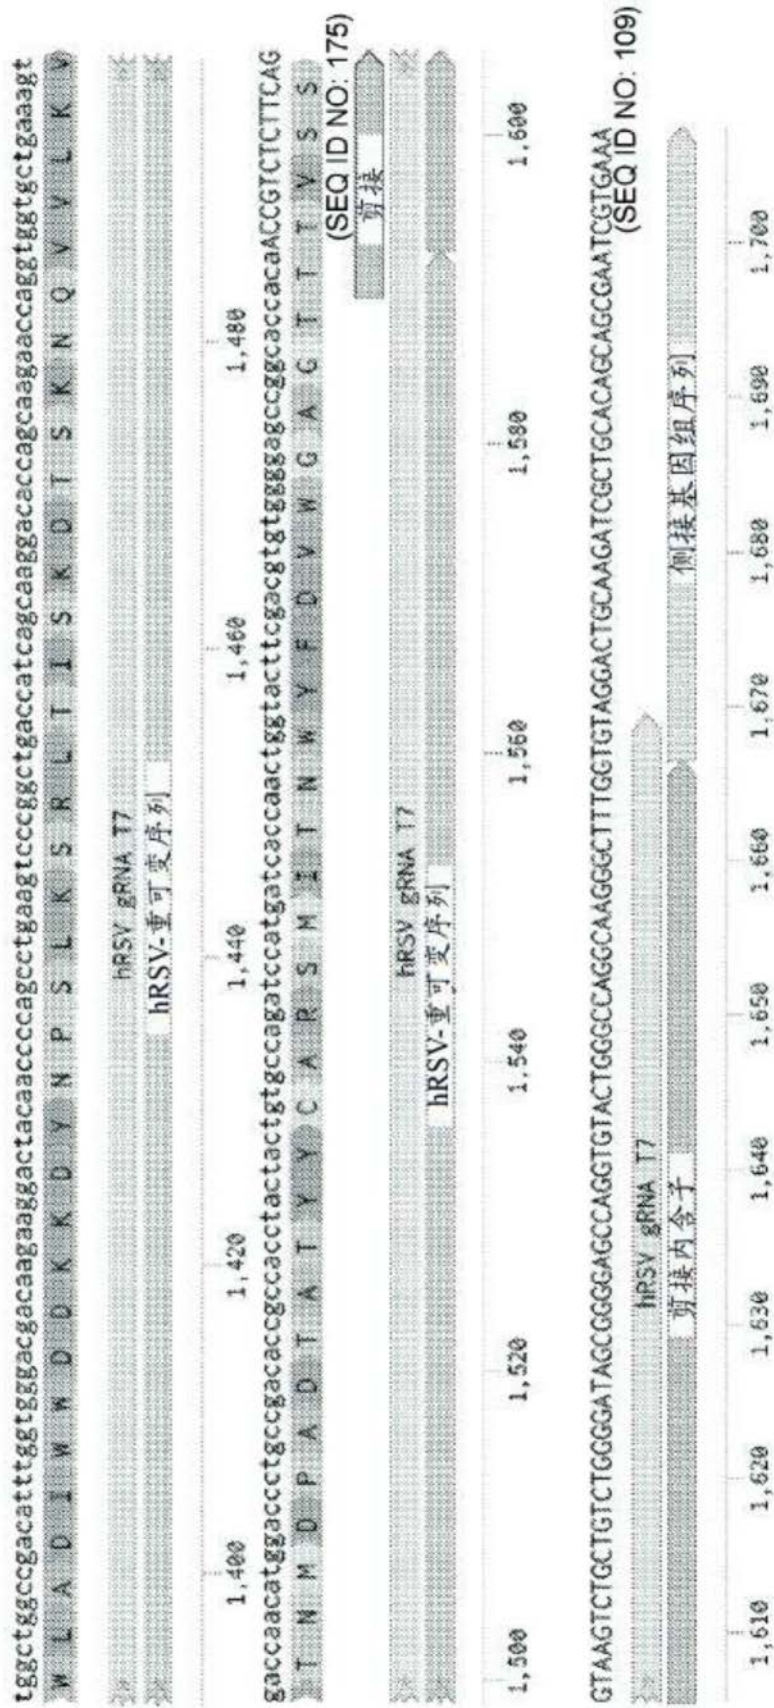 tggctggccgacatttggtgggacgacaagaaggactacaaccccagcctgaagtcccggctgaccatcagcaaggacaccagcaagaaccaggtggtgctgaaagt
W L A D I W W D D K K D Y N P S L K S R L T I S K D T S K N Q V V L K V
hRSV gRNA T7
hRSV-重可变序列
1,400 1,420 1,440 1,460 1,480
gaccaacatggaccctgccgacaccgccacctactactgtgccagatccatgatcaccaactggtacttcgacgtgtggggagccggcaccacaACCGTCTCTTCAG
T N M D P A D T A T Y Y C A R S M I T N W Y F D V W G A G T T T V S S
(SEQ ID NO: 175)
剪接
hRSV gRNA T7
hRSV-重可变序列
1,500 1,520 1,540 1,560 1,580 1,600
GTAAGTCTGCTGTCTGGGGATAGCGGGGAGCCAGGTGTACTGGGCCAGGCAAGGGCTTTGGTGTAGGACTGCAAGATCGCTGCACAGCAGCGAATCGTGAAA
(SEQ ID NO: 109)
hRSV gRNA T7
剪接内含子
侧接基因组序列
1,610 1,620 1,630 1,640 1,650 1,660 1,670 1,680 1,690 1,700